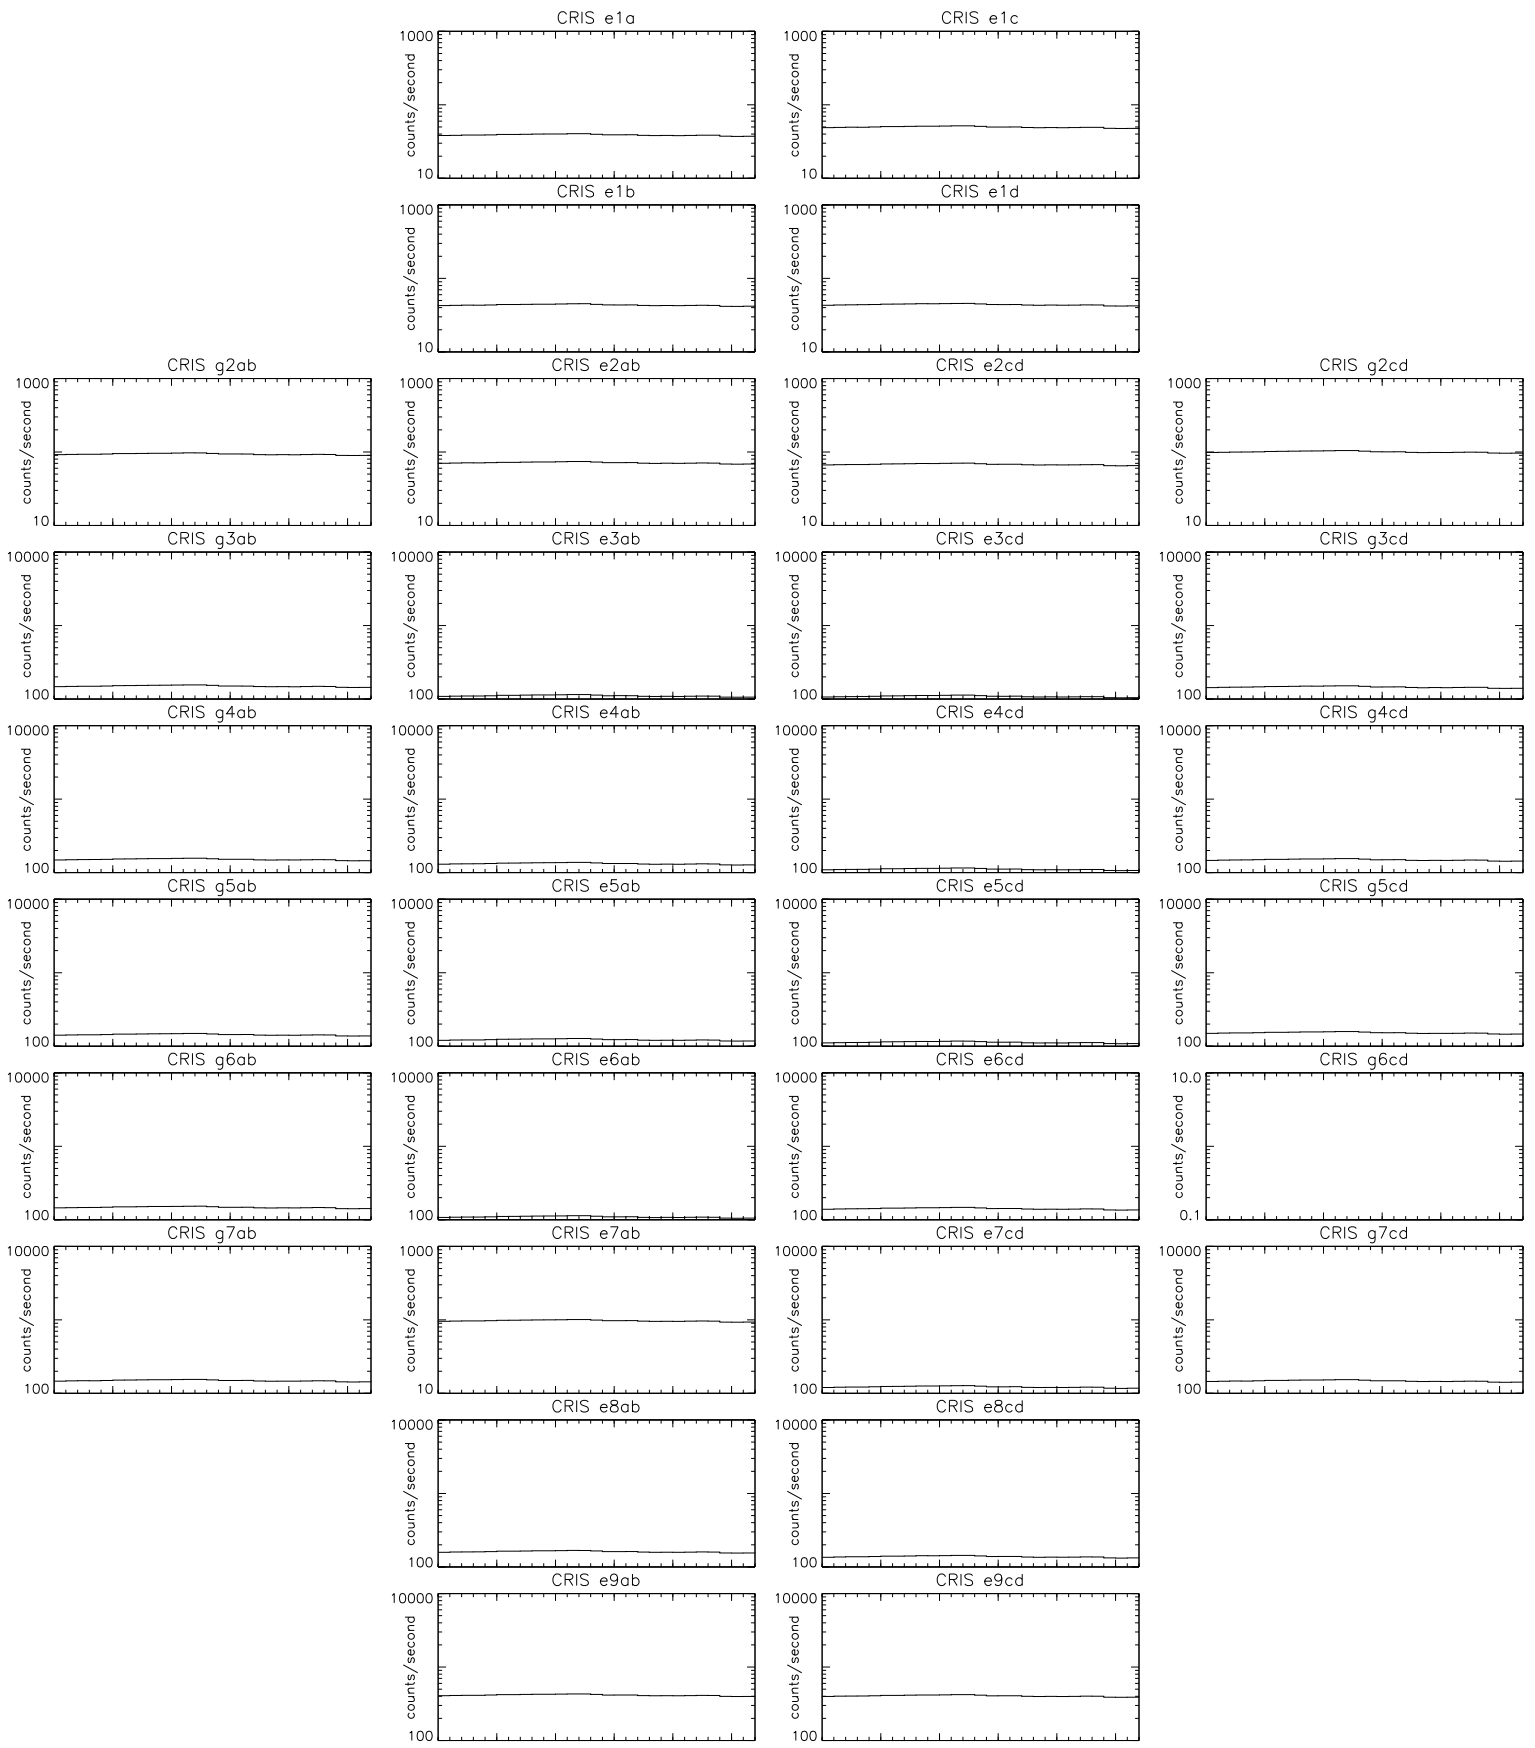 CRIS e1a CRIS e1c
1000 1000
counts/second counts/second
10 10
CRIS e1b CRIS e1d
1000 1000
counts/second counts/second
10 10
CRIS g2ab CRIS e2ab CRIS e2cd CRIS g2cd
1000 1000 1000 1000
counts/second counts/second counts/second counts/second
10 10 10 10
CRIS g3ab CRIS e3ab CRIS e3cd CRIS g3cd
10000 10000 10000 10000
counts/second counts/second counts/second counts/second
100 100 100 100
CRIS g4ab CRIS e4ab CRIS e4cd CRIS g4cd
10000 10000 10000 10000
counts/second counts/second counts/second counts/second
100 100 100 100
CRIS g5ab CRIS e5ab CRIS e5cd CRIS g5cd
10000 10000 10000 10000
counts/second counts/second counts/second counts/second
100 100 100 100
CRIS g6ab CRIS e6ab CRIS e6cd CRIS g6cd
10000 10000 10000 10.0
counts/second counts/second counts/second counts/second
100 100 100 0.1
CRIS g7ab CRIS e7ab CRIS e7cd CRIS g7cd
10000 1000 10000 10000
counts/second counts/second counts/second counts/second
100 10 100 100
CRIS e8ab CRIS e8cd
10000 10000
counts/second counts/second
100 100
CRIS e9ab CRIS e9cd
10000 10000
counts/second counts/second
100 100